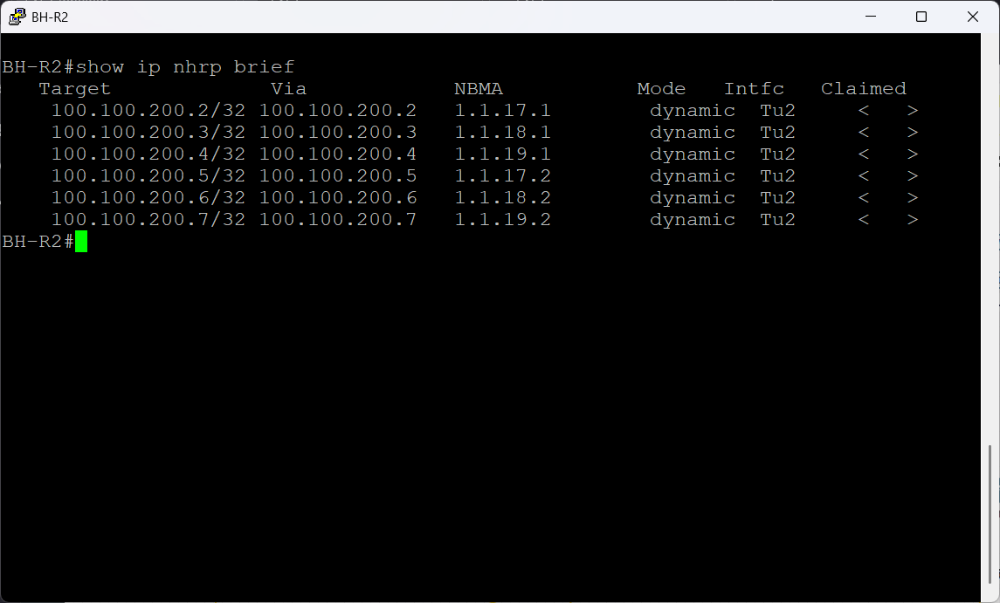 BH-R2
BH-R2#show ip nhrp brief
   Target             Via            NBMA           Mode   Intfc   Claimed
    100.100.200.2/32 100.100.200.2   1.1.17.1        dynamic  Tu2     <   >
    100.100.200.3/32 100.100.200.3   1.1.18.1        dynamic  Tu2     <   >
    100.100.200.4/32 100.100.200.4   1.1.19.1        dynamic  Tu2     <   >
    100.100.200.5/32 100.100.200.5   1.1.17.2        dynamic  Tu2     <   >
    100.100.200.6/32 100.100.200.6   1.1.18.2        dynamic  Tu2     <   >
    100.100.200.7/32 100.100.200.7   1.1.19.2        dynamic  Tu2     <   >
BH-R2#